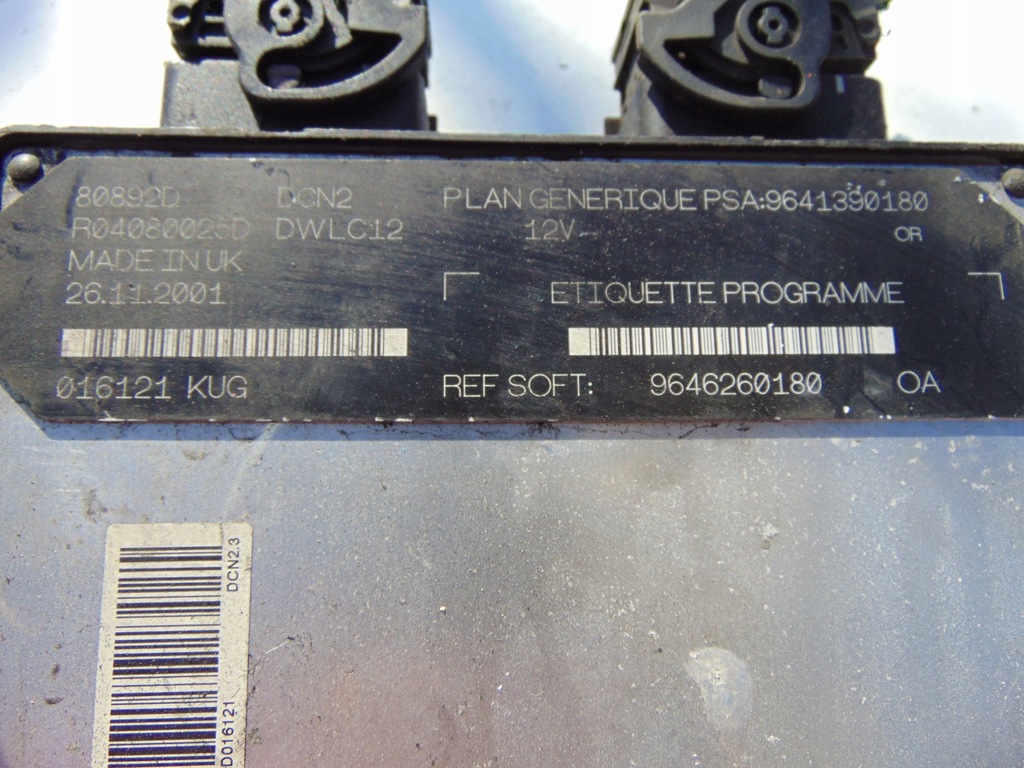 80892D DCN2 PLAN GENERIQUE PSA:9641390180
R04080025D DWLC12 12V OR
MADE IN UK
26.11.2001 ETIQUETTE PROGRAMME
016121 KUG REF SOFT: 9646260180 0A
DCN2.3
D016121